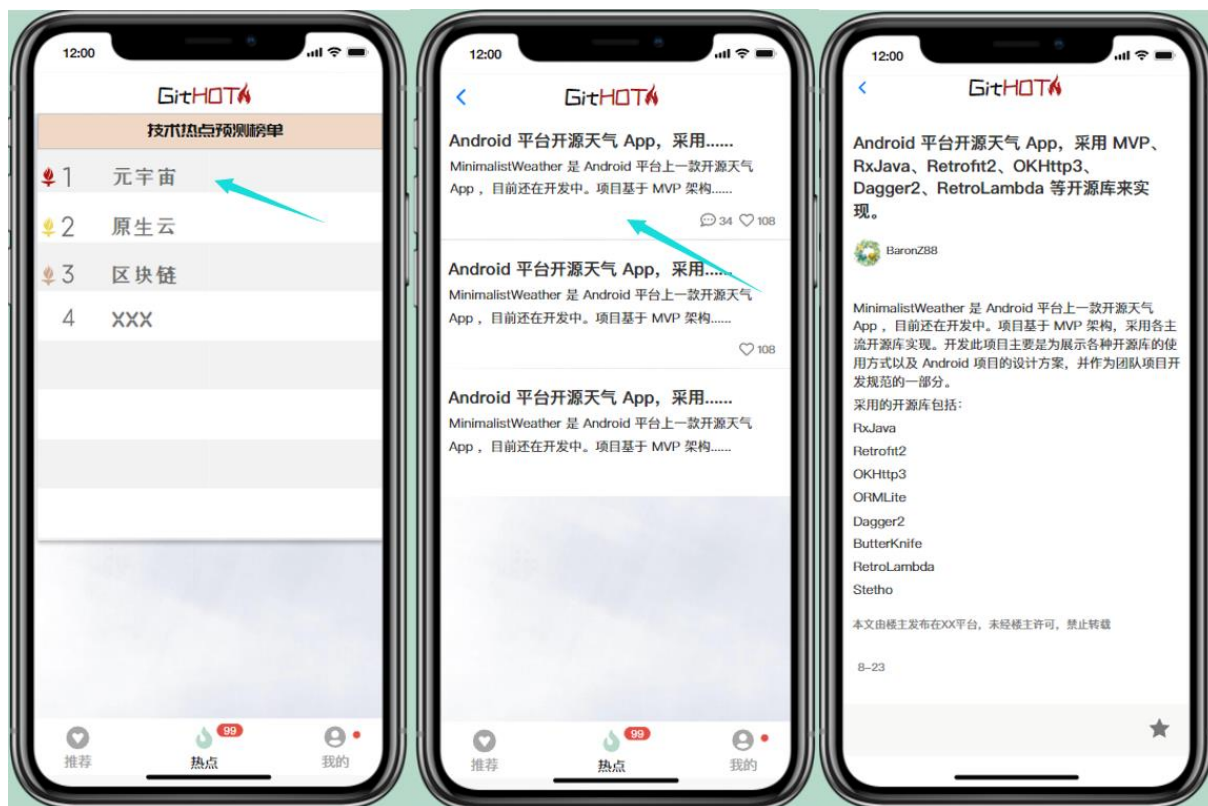 12:00
GitHOT
技术热点预测榜单
1 元宇宙
2 原生云
3 区块链
4 XXX
推荐
99
热点
我的
12:00
GitHOT
Android 平台开源天气 App，采用......
MinimalistWeather 是 Android 平台上一款开源天气
App ，目前还在开发中。项目基于 MVP 架构......
34 108
Android 平台开源天气 App，采用......
MinimalistWeather 是 Android 平台上一款开源天气
App ，目前还在开发中。项目基于 MVP 架构......
108
Android 平台开源天气 App，采用......
MinimalistWeather 是 Android 平台上一款开源天气
App ，目前还在开发中。项目基于 MVP 架构......
推荐
99
热点
我的
12:00
GitHOT
Android 平台开源天气 App，采用 MVP、
RxJava、Retrofit2、OKHttp3、
Dagger2、RetroLambda 等开源库来实
现。
BaronZ88
MinimalistWeather 是 Android 平台上一款开源天气
App ，目前还在开发中。项目基于 MVP 架构，采用各主
流开源库实现。开发此项目主要是为展示各种开源库的使
用方式以及 Android 项目的设计方案，并作为团队项目开
发规范的一部分。
采用的开源库包括：
RxJava
Retrofit2
OKHttp3
ORMLite
Dagger2
ButterKnife
RetroLambda
Stetho
本文由楼主发布在XX平台，未经楼主许可，禁止转载
8-23